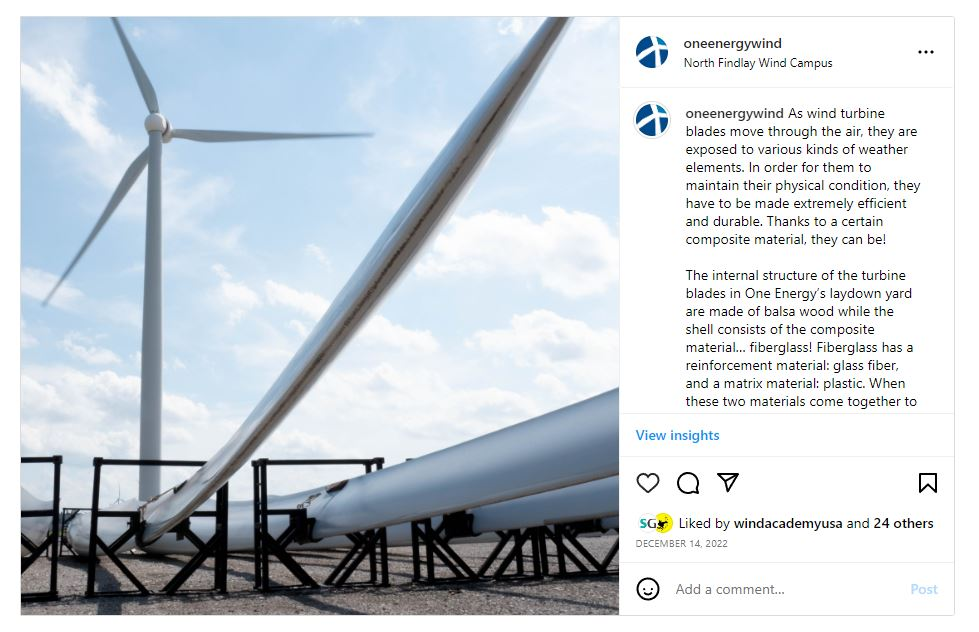 oneenergywind
North Findlay Wind Campus
oneenergywind As wind turbine
blades move through the air, they are
exposed to various kinds of weather
elements. In order for them to
maintain their physical condition, they
have to be made extremely efficient
and durable. Thanks to a certain
composite material, they can be!
The internal structure of the turbine
blades in One Energy’s laydown yard
are made of balsa wood while the
shell consists of the composite
material... fiberglass! Fiberglass has a
reinforcement material: glass fiber,
and a matrix material: plastic. When
these two materials come together to
View insights
SG
Liked by windacademyusa and 24 others
DECEMBER 14, 2022
Add a comment...
Post